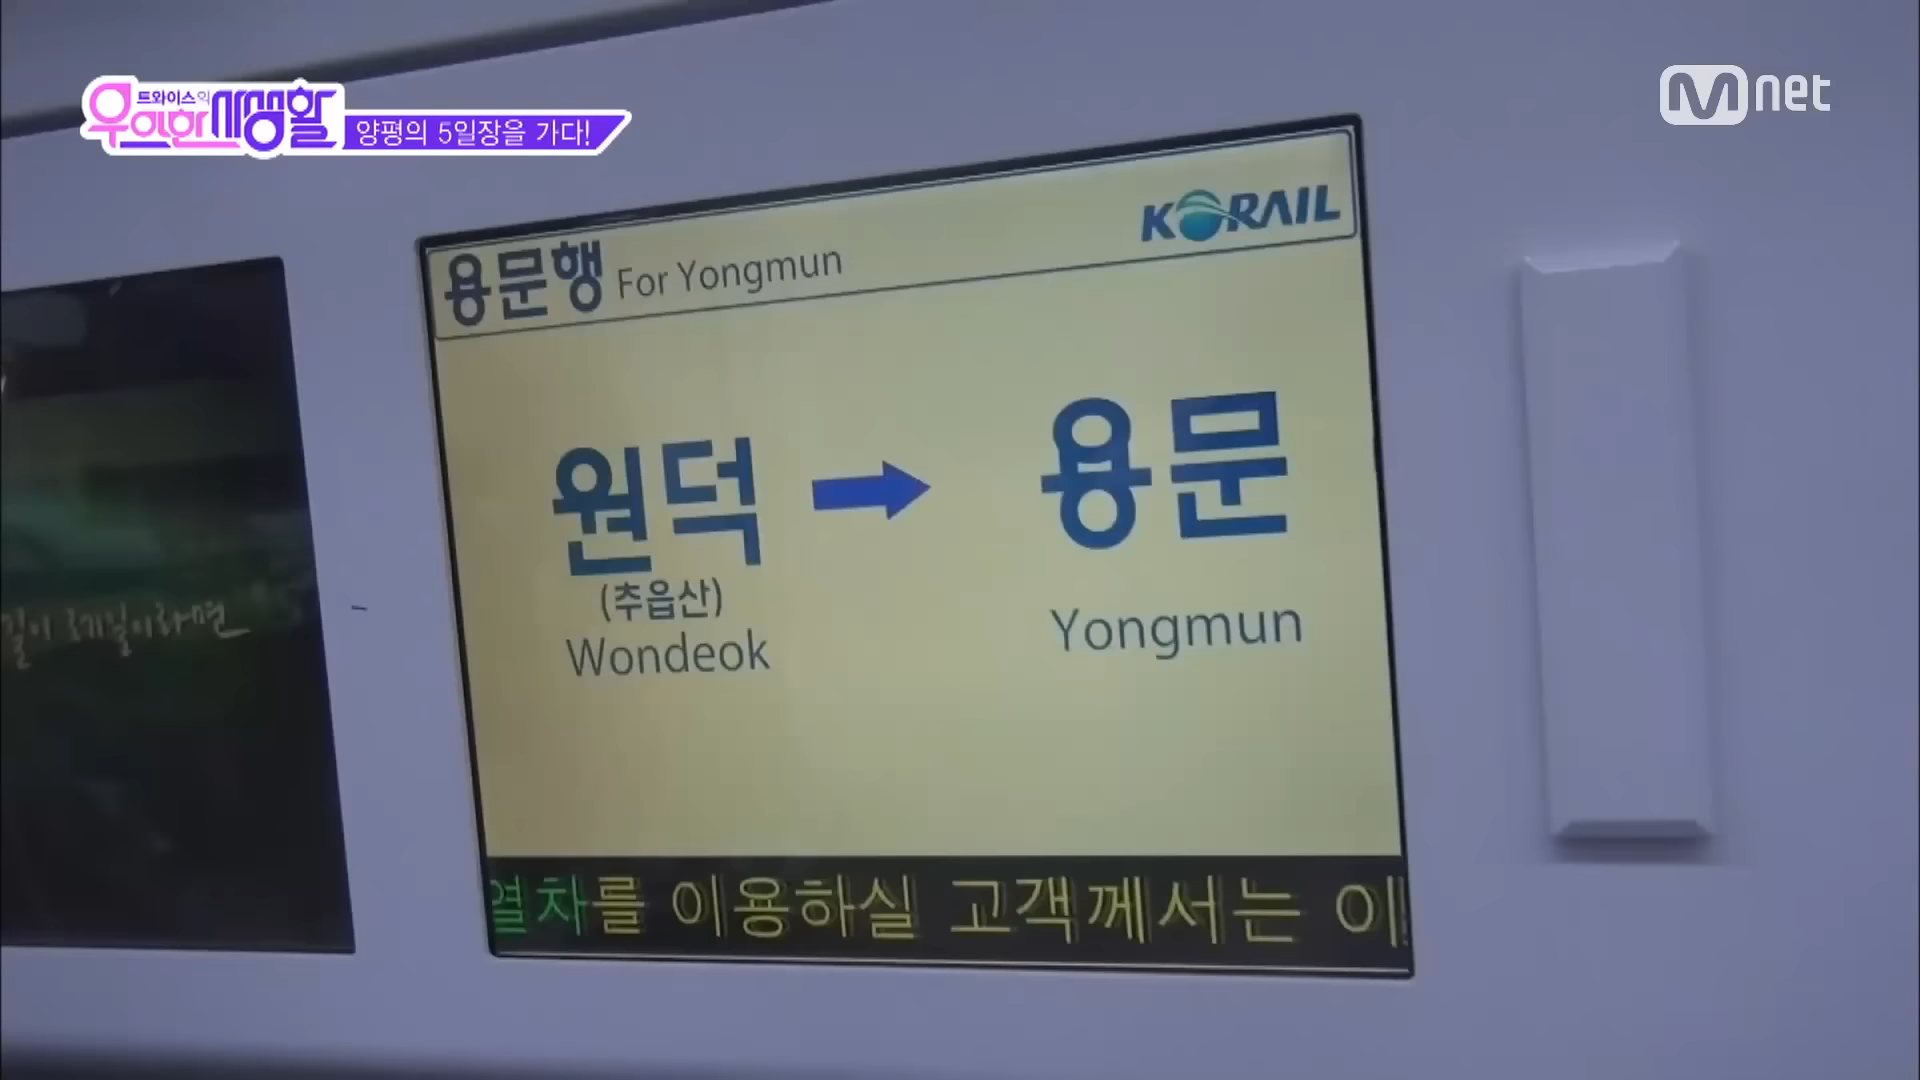 트와이스의
우아한 사생활
양평의 5일장을 가다!
Mnet
용문행 For Yongmun
KORAIL
원덕 → 용문
(추읍산)
Wondeok
Yongmun
열차를 이용하실 고객께서는 이